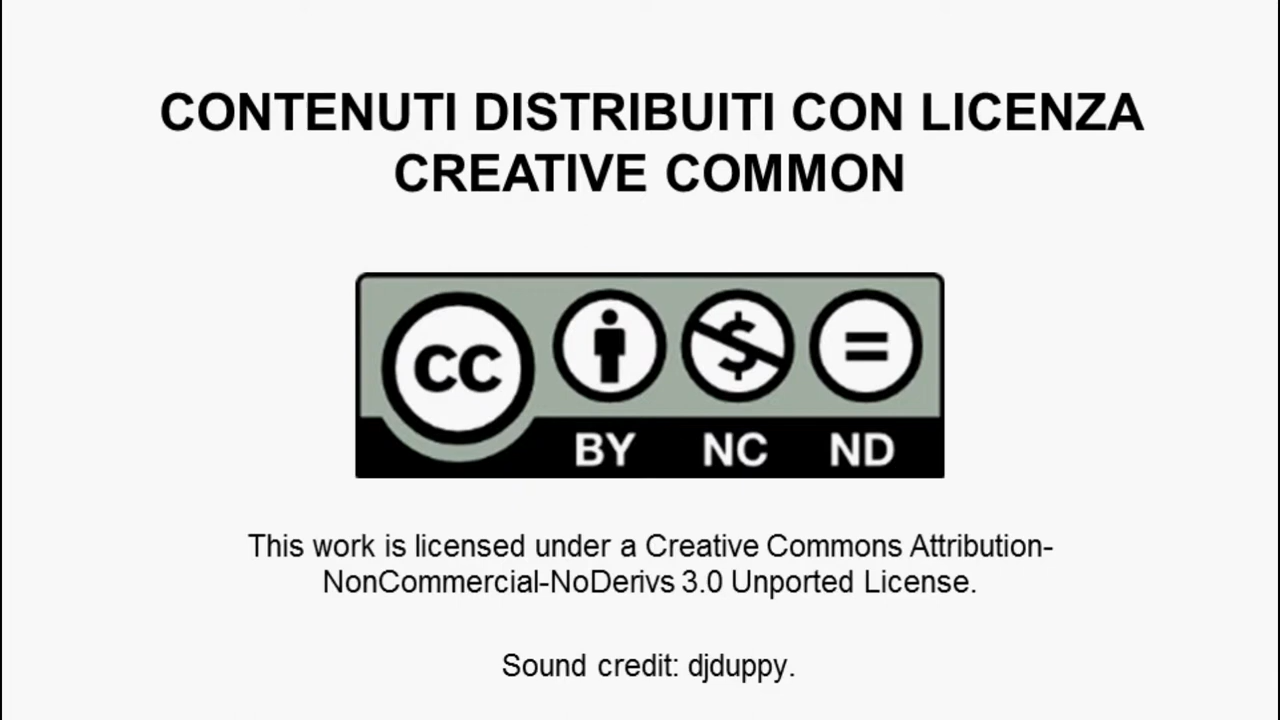 CONTENUTI DISTRIBUITI CON LICENZA
CREATIVE COMMON
CC
BY NC ND
This work is licensed under a Creative Commons Attribution-
NonCommercial-NoDerivs 3.0 Unported License.
Sound credit: djduppy.